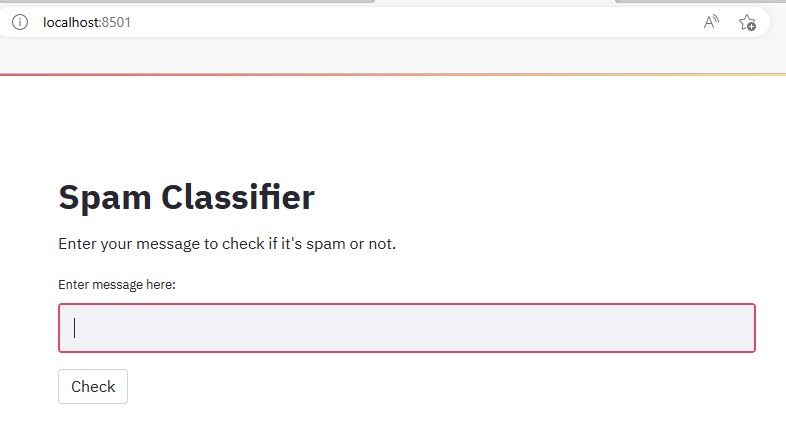 localhost:8501
Spam Classifier
Enter your message to check if it's spam or not.
Enter message here:
Check